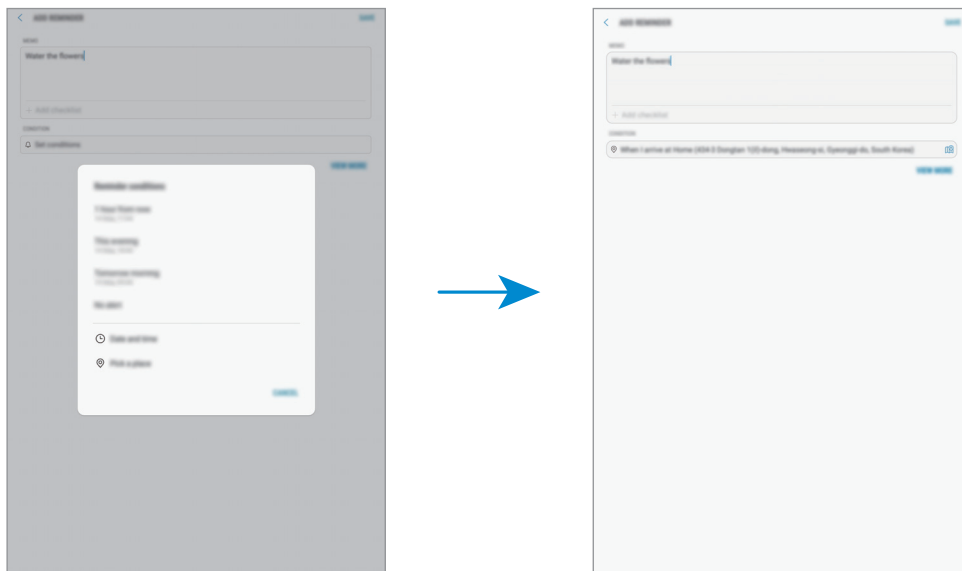 ADD REMINDER
SAVE
MEMO
Water the flowers
+ Add checklist
CONDITION
Set conditions
VIEW MORE
Reminder conditions
1 hour from now
This evening
Tomorrow morning
No alert
Date and time
Pick a place
CANCEL
ADD REMINDER
SAVE
MEMO
Water the flowers
+ Add checklist
CONDITION
When I arrive at Home (434 0 Dongtan 1(i)-dong, Hwaseong-si, Gyeonggi-do, South Korea)
VIEW MORE